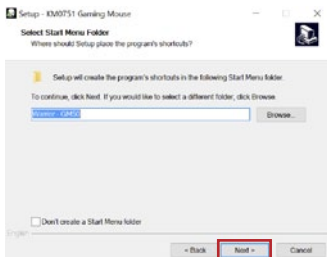 Setup - KM0751 Gaming Mouse
Select Start Menu Folder
Where should Setup place the program's shortcuts?
Setup will create the program's shortcuts in the following Start Menu folder.
To continue, click Next. If you would like to select a different folder, click Browse.
Browse...
Don't create a Start Menu folder
English
< Back
Next >
Cancel